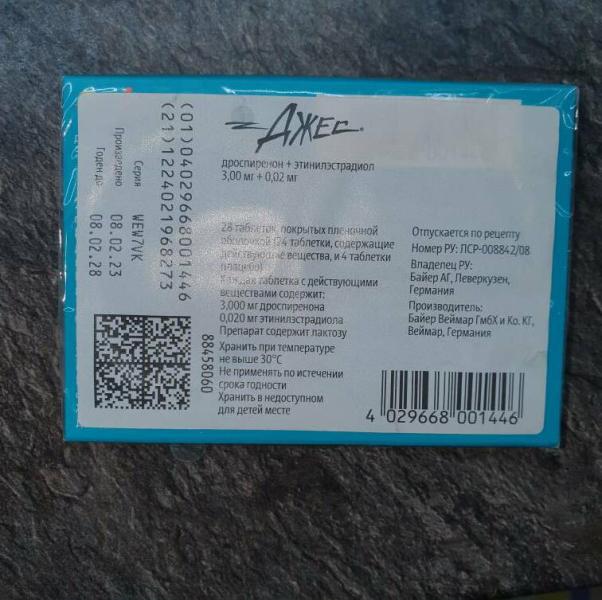 Джес®
дроспиренон + этинилэстрадиол
3,00 мг + 0,02 мг
28 таблеток, покрытых пленочной
оболочкой (24 таблетки, содержащие
действующие вещества, и 4 таблетки
плацебо)
Каждая таблетка с действующими
веществами содержит:
3,000 мг дроспиренона
0,020 мг этинилэстрадиола
Препарат содержит лактозу
Хранить при температуре
не выше 30°C
Не применять по истечении
срока годности
Хранить в недоступном
для детей месте
Отпускается по рецепту
Номер РУ: ЛСР-008842/08
Владелец РУ:
Байер АГ, Леверкузен,
Германия
Производитель:
Байер Веймар ГмбХ и Ко. КГ,
Веймар, Германия
4 029668 001446
88458060
(01)04029668001446
(21)1224021968273
Серия WEW7VK
Произведено 08.02.23
Годен до 08.02.28